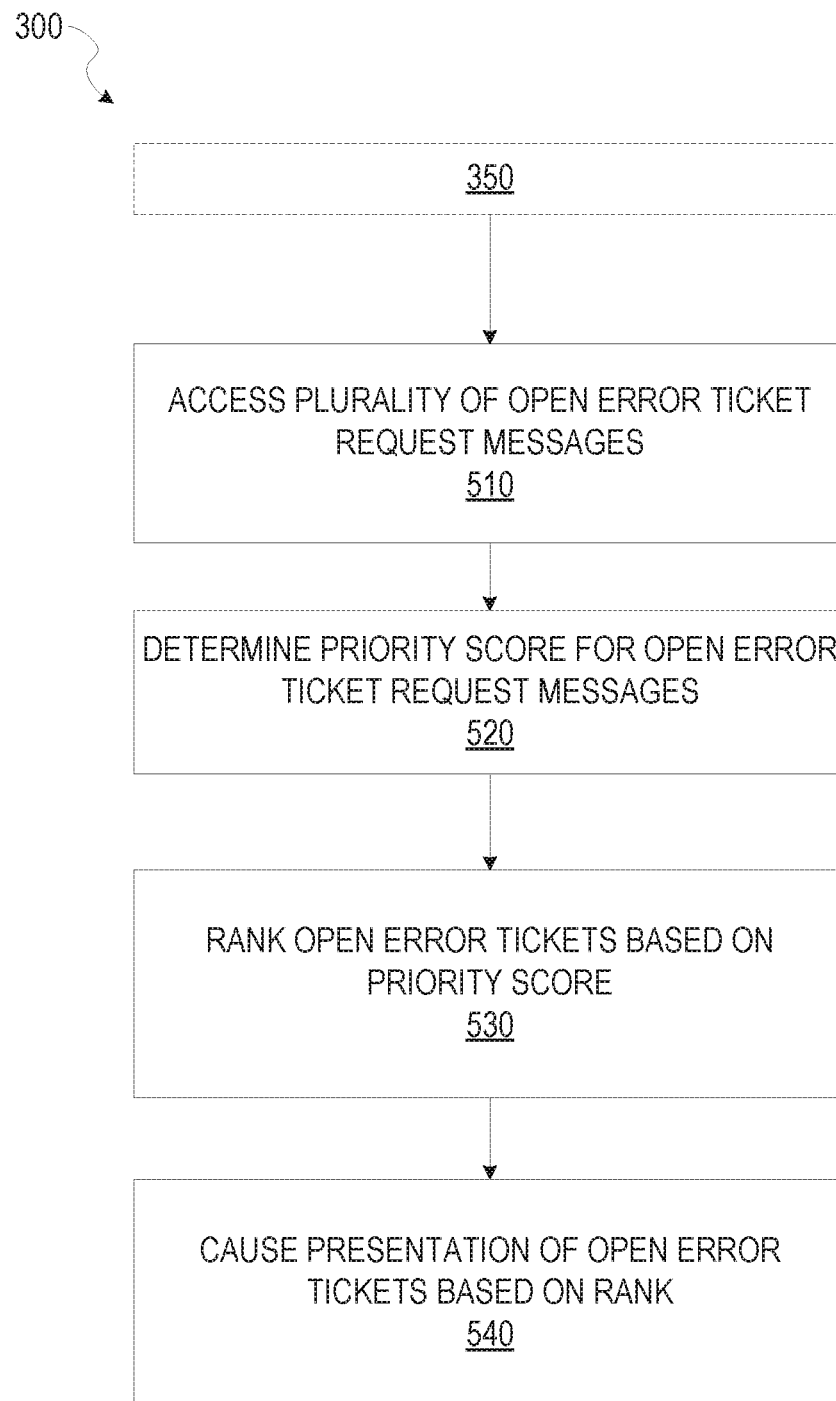 300
350
ACCESS PLURALITY OF OPEN ERROR TICKET
REQUEST MESSAGES
510
DETERMINE PRIORITY SCORE FOR OPEN ERROR
TICKET REQUEST MESSAGES
520
RANK OPEN ERROR TICKETS BASED ON
PRIORITY SCORE
530
CAUSE PRESENTATION OF OPEN ERROR
TICKETS BASED ON RANK
540